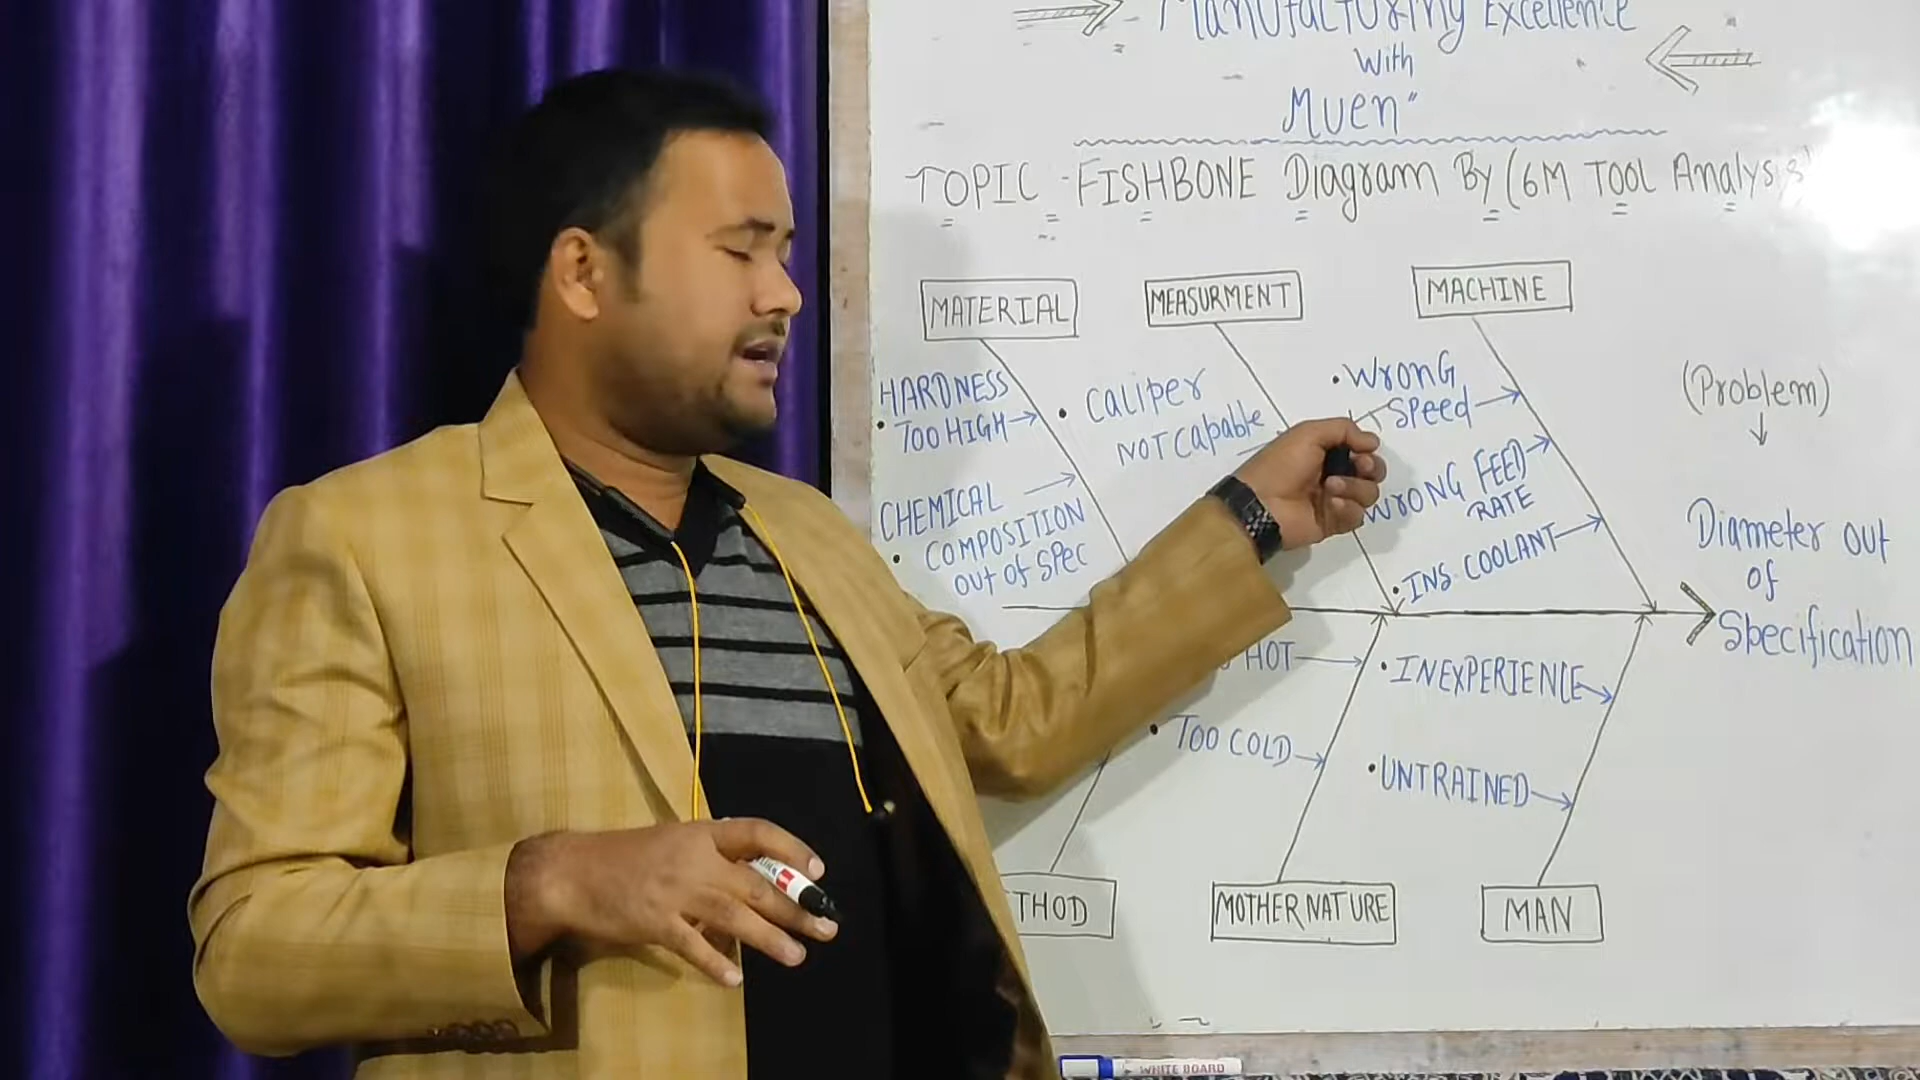 Manufacturing Excellence
With
Muen"
TOPIC - FISHBONE Diagram By (6M TOOL Analysis)
MATERIAL
MEASURMENT
MACHINE
HARDNESS
• TOO HIGH
CHEMICAL
• COMPOSITION
out of spec
• Caliper
NOT Capable
• Wrong
Speed
WRONG FEED
RATE
• INS COOLANT
(Problem)
Diameter out
of
Specification
HOT
• TOO COLD
• INEXPERIENCE
• UNTRAINED
THOD
MOTHER NATURE
MAN
WHITE BOARD